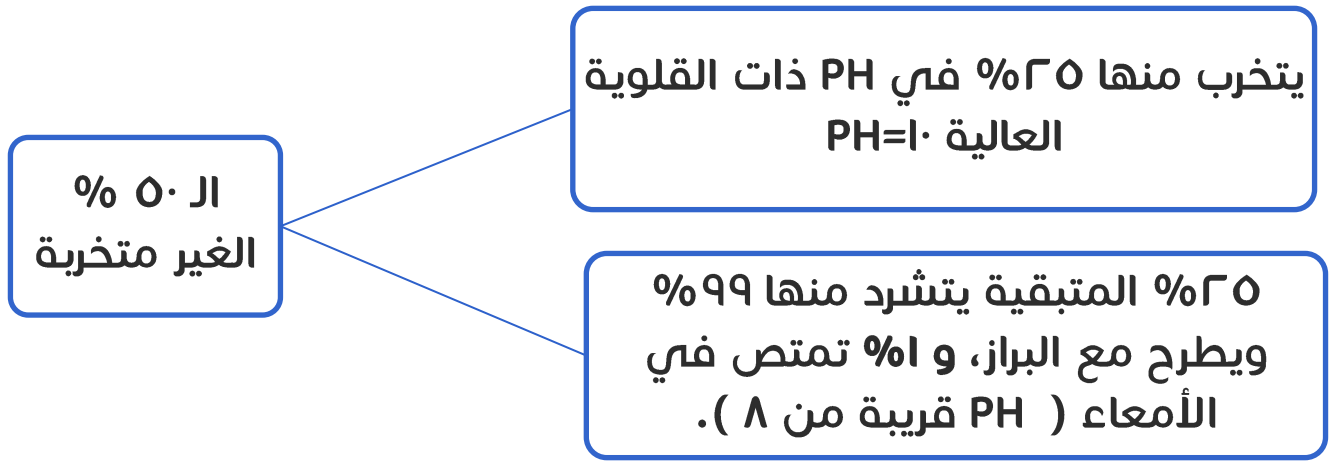 الـ ٥٠ %
الغير متخربة
يتخرب منها ٢٥% في PH ذات القلوية
العالية PH=١٠
٢٥% المتبقية يتشرد منها ٩٩%
ويطرح مع البراز، و ١% تمتص في
الأمعاء ( PH قريبة من ٨ ).